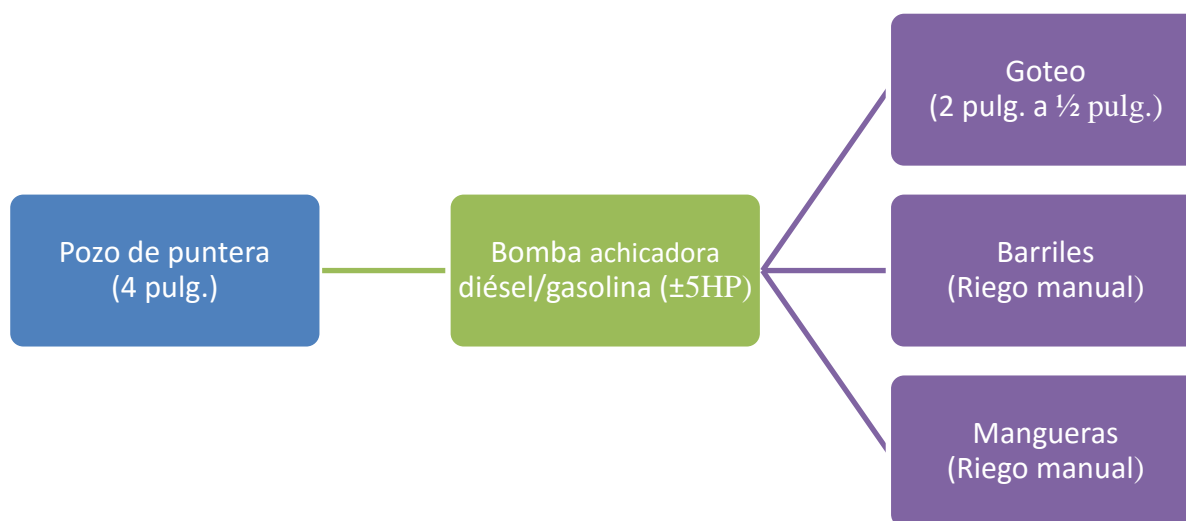 Pozo de puntera
(4 pulg.)
Bomba achicadora
diésel/gasolina (±5HP)
Goteo
(2 pulg. a ½ pulg.)
Barriles
(Riego manual)
Mangueras
(Riego manual)